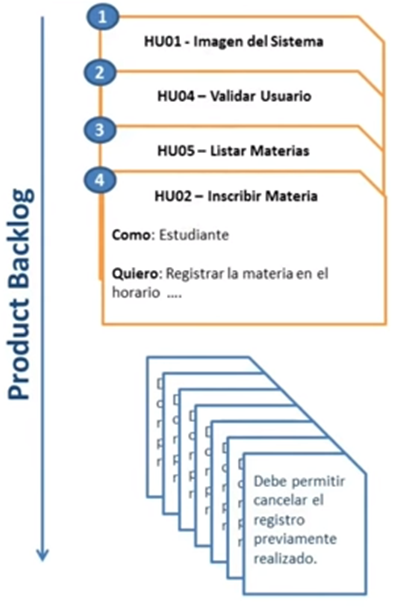 1
HU01 - Imagen del Sistema
2
HU04 – Validar Usuario
3
HU05 – Listar Materias
4
HU02 – Inscribir Materia
Como: Estudiante
Quiero: Registrar la materia en el
horario ....
Product Backlog
Debe permitir
cancelar el
registro
previamente
realizado.